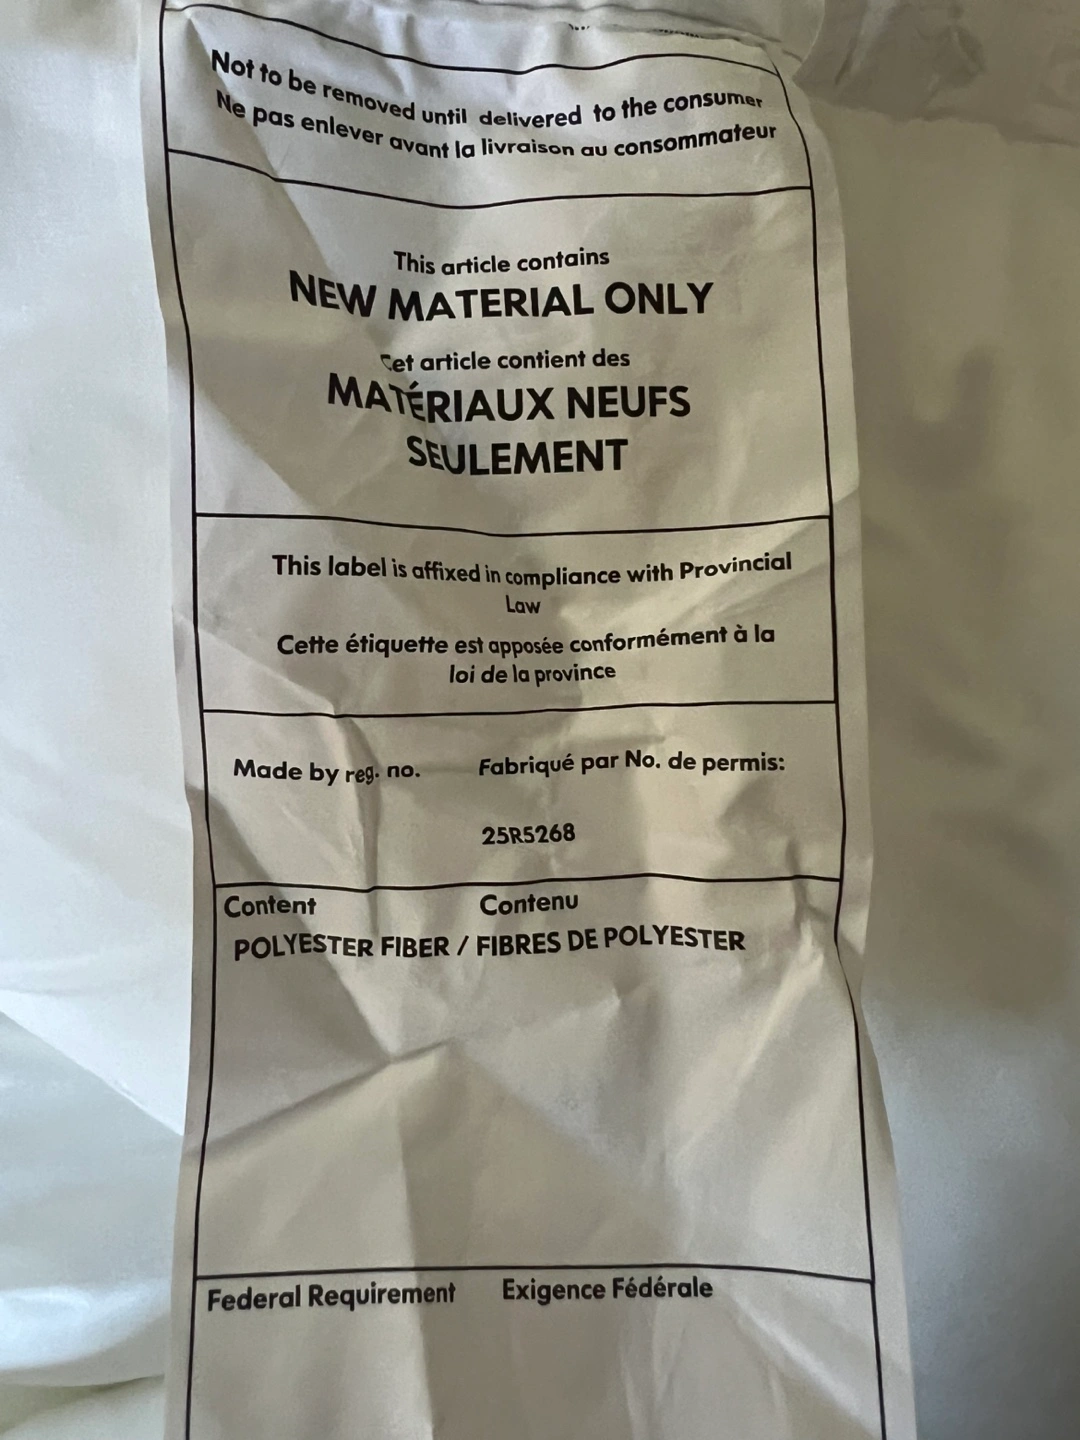 Not to be removed until delivered to the consumer
Ne pas enlever avant la livraison au consommateur
This article contains
NEW MATERIAL ONLY
Cet article contient des
MATÉRIAUX NEUFS
SEULEMENT
This label is affixed in compliance with Provincial
Law
Cette étiquette est apposée conformément à la
loi de la province
Made by reg. no. Fabriqué par No. de permis:
25R5268
Content Contenu
POLYESTER FIBER / FIBRES DE POLYESTER
Federal Requirement Exigence Fédérale